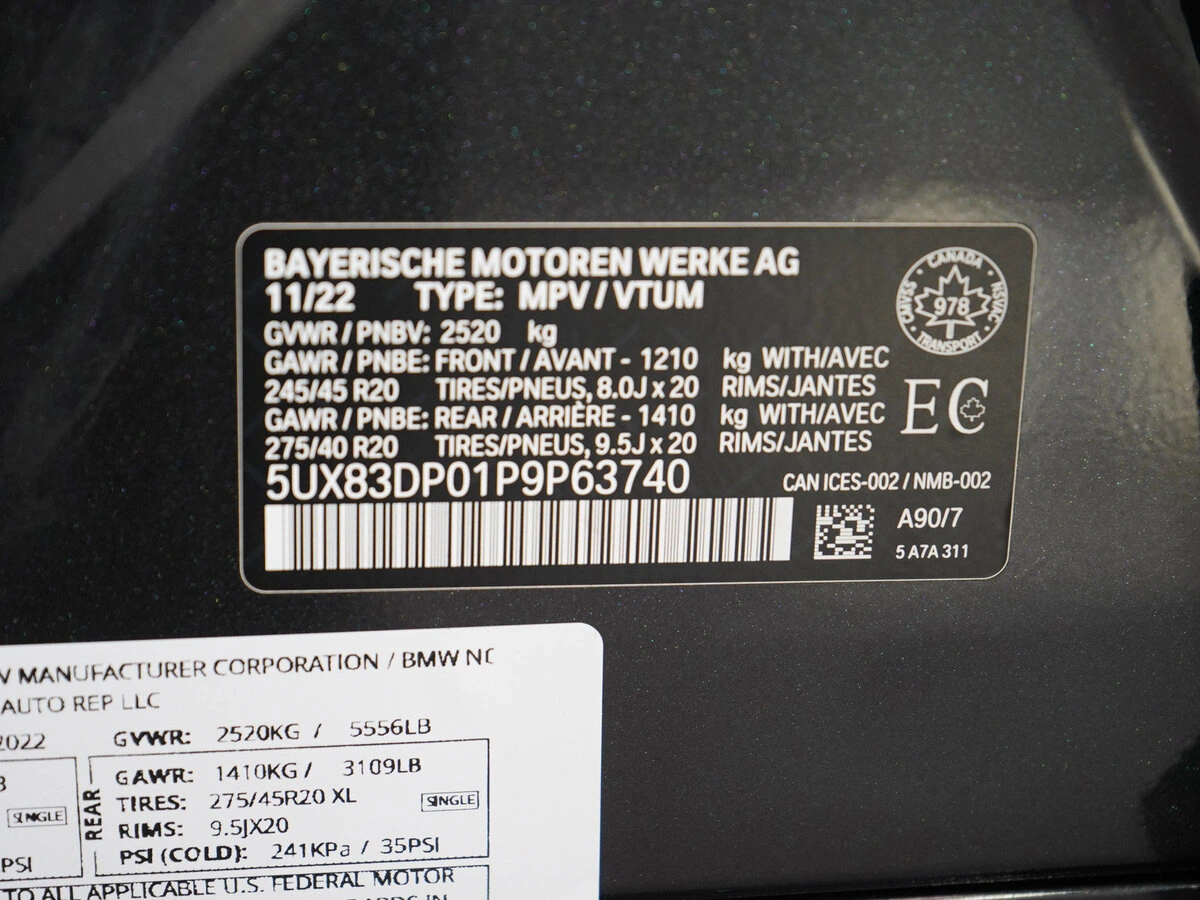 BAYERISCHE MOTOREN WERKE AG
11/22 TYPE: MPV / VTUM
GVWR / PNBV: 2520 kg
GAWR / PNBE: FRONT / AVANT - 1210 kg WITH/AVEC
245/45 R20 TIRES/PNEUS, 8.0J x 20 RIMS/JANTES
GAWR / PNBE: REAR / ARRIÈRE - 1410 kg WITH/AVEC
275/40 R20 TIRES/PNEUS, 9.5J x 20 RIMS/JANTES
5UX83DP01P9P63740
CANADA
CMVSS 978 NSVAC
TRANSPORT
EC
CAN ICES-002 / NMB-002
A90/7
5 A7A 311
MANUFACTURER CORPORATION / BMW
AUTO REP LLC
2022 GVWR: 2520KG / 5556LB
REAR
GAWR: 1410KG / 3109LB
SINGLE TIRES: 275/45R20 XL SINGLE
RIMS: 9.5JX20
PSI PSI (COLD): 241KPa / 35PSI
TO ALL APPLICABLE U.S. FEDERAL MOTOR